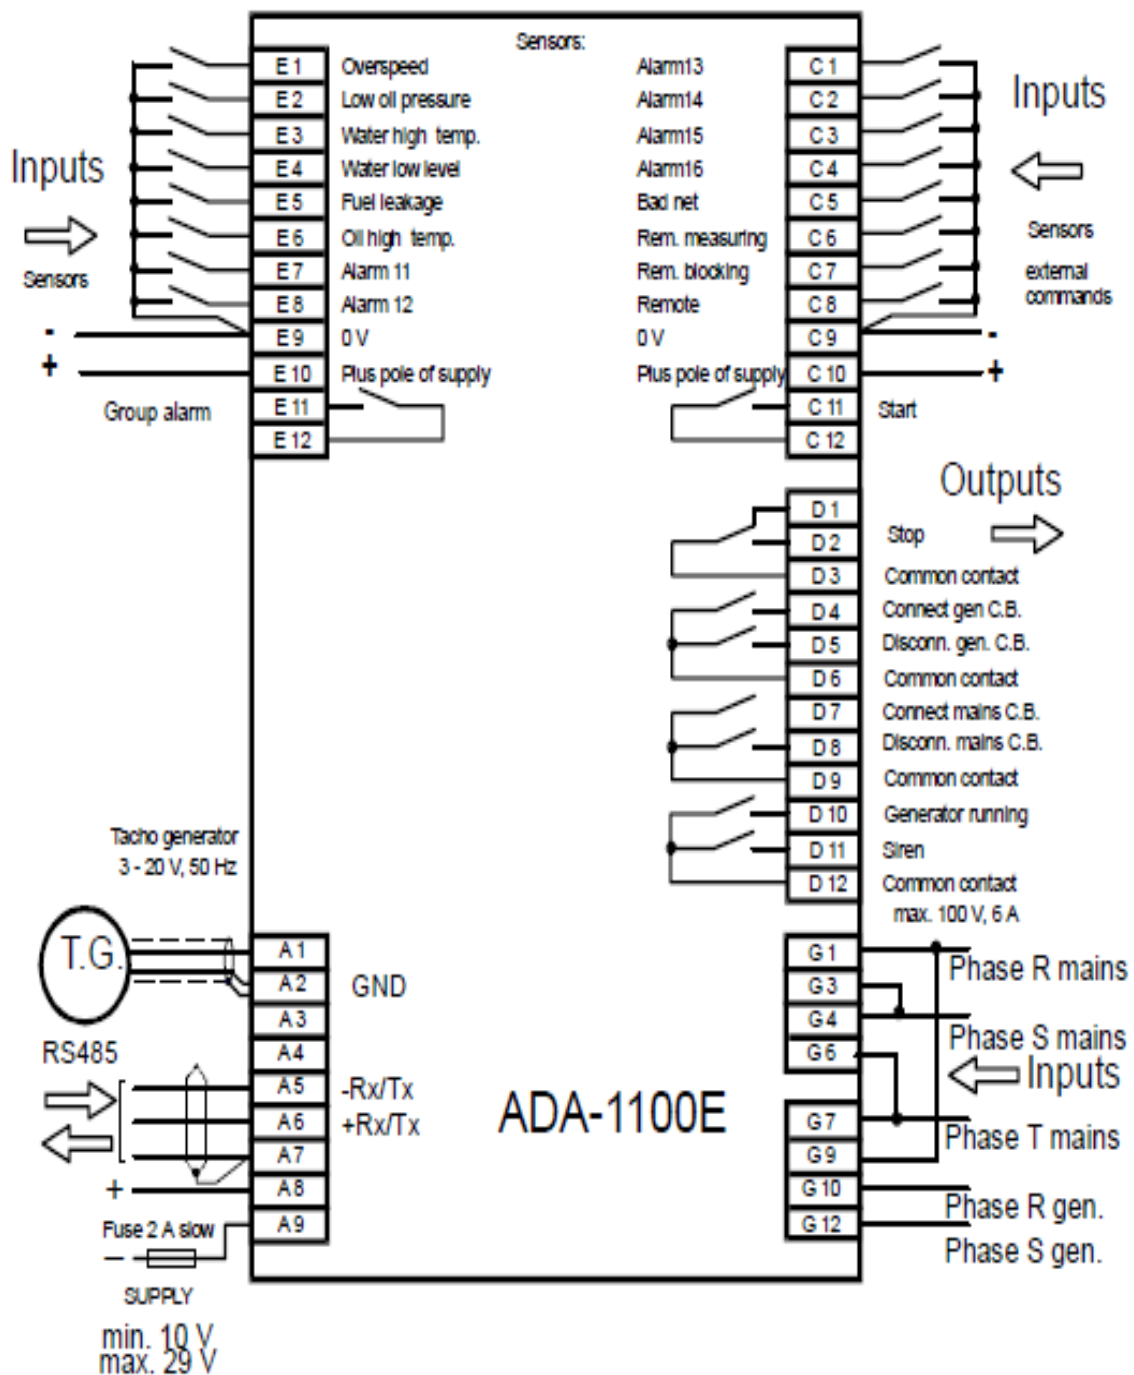 Sensors:
E 1 Overspeed
E 2 Low oil pressure
E 3 Water high temp.
E 4 Water low level
E 5 Fuel leakage
E 6 Oil high temp.
E 7 Alarm 11
E 8 Alarm 12
- E 9 0 V
+ E 10 Plus pole of supply
Group alarm E 11
E 12
Inputs
Sensors
Alarm13 C 1
Alarm14 C 2
Alarm15 C 3
Alarm16 C 4
Bad net C 5
Rem. measuring C 6
Rem. blocking C 7
Remote C 8
0 V C 9 -
Plus pole of supply C 10 +
C 11 Start
C 12
Inputs
Sensors
external
commands
Outputs
D 1
D 2 Stop
D 3 Common contact
D 4 Connect gen C.B.
D 5 Disconn. gen. C.B.
D 6 Common contact
D 7 Connect mains C.B.
D 8 Disconn. mains C.B.
D 9 Common contact
D 10 Generator running
D 11 Siren
D 12 Common contact
max. 100 V, 6 A
Tacho generator
3 - 20 V, 50 Hz
T.G.
A 1
A 2 GND
A 3
RS485
A 4
A 5 -Rx/Tx
A 6 +Rx/Tx
A 7
+ A 8
Fuse 2 A slow A 9
–
SUPPLY
min. 10 V
max. 29 V
ADA-1100E
G 1 Phase R mains
G 3
G 4 Phase S mains
G 6
Inputs
G 7 Phase T mains
G 9
G 10 Phase R gen.
G 12 Phase S gen.